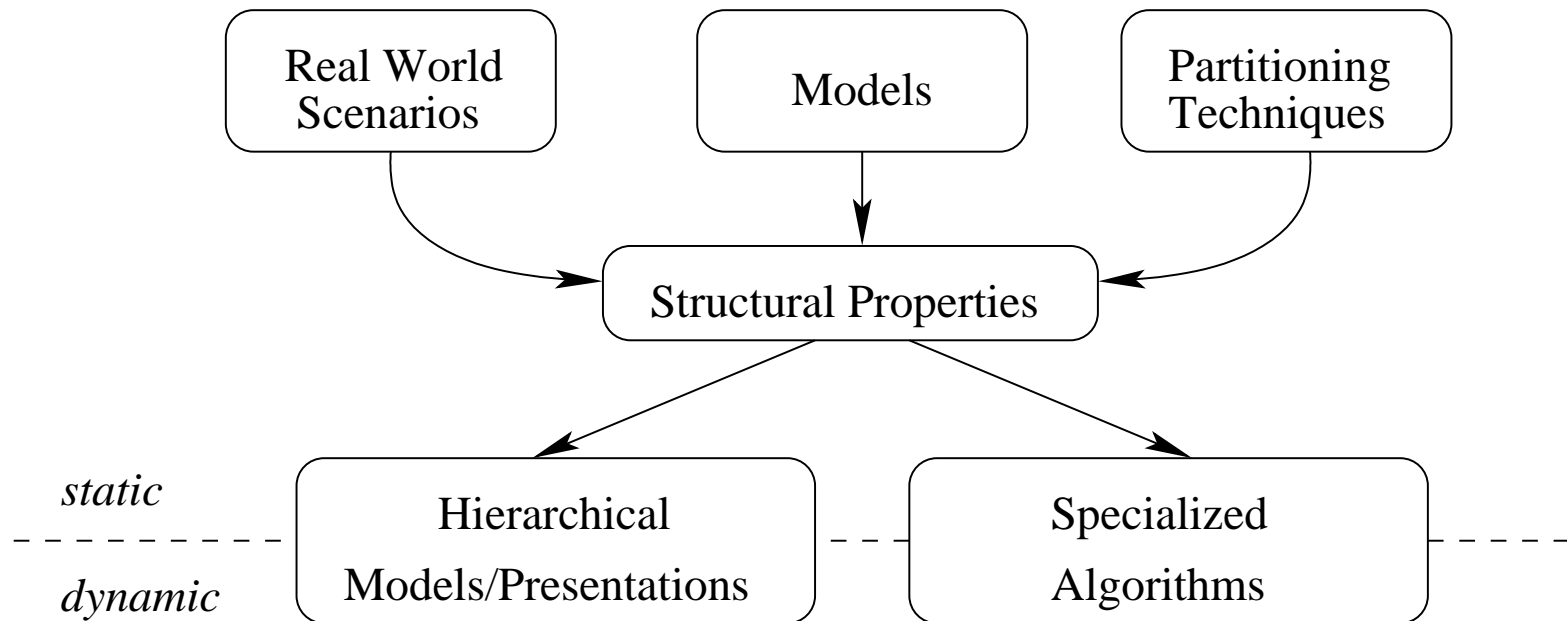 Real World
Scenarios
Models
Partitioning
Techniques
Structural Properties
static
Hierarchical
Models/Presentations
Specialized
Algorithms
dynamic